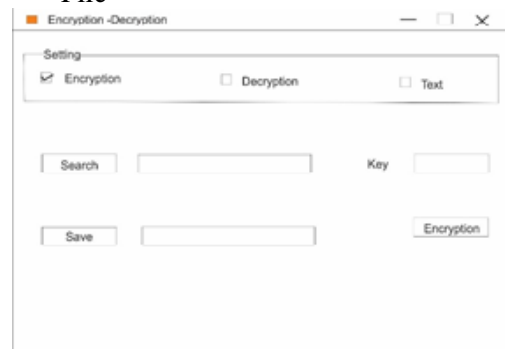 Encryption -Decryption
Setting
Encryption Decryption Text
Search Key
Save Encryption